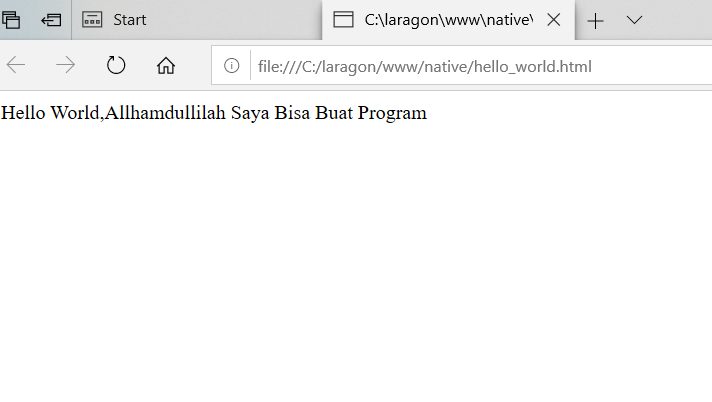 Start
C:\laragon\www\native\
file:///C:/laragon/www/native/hello_world.html
Hello World,Allhamdullilah Saya Bisa Buat Program